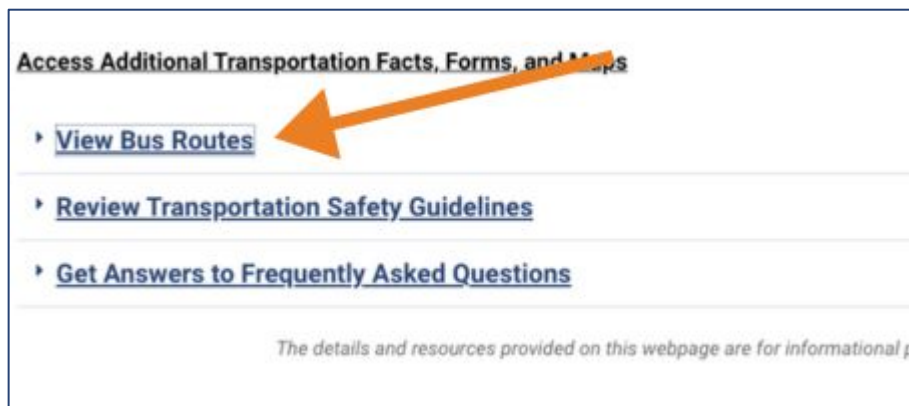 Access Additional Transportation Facts, Forms, and Maps
View Bus Routes
Review Transportation Safety Guidelines
Get Answers to Frequently Asked Questions
The details and resources provided on this webpage are for informational